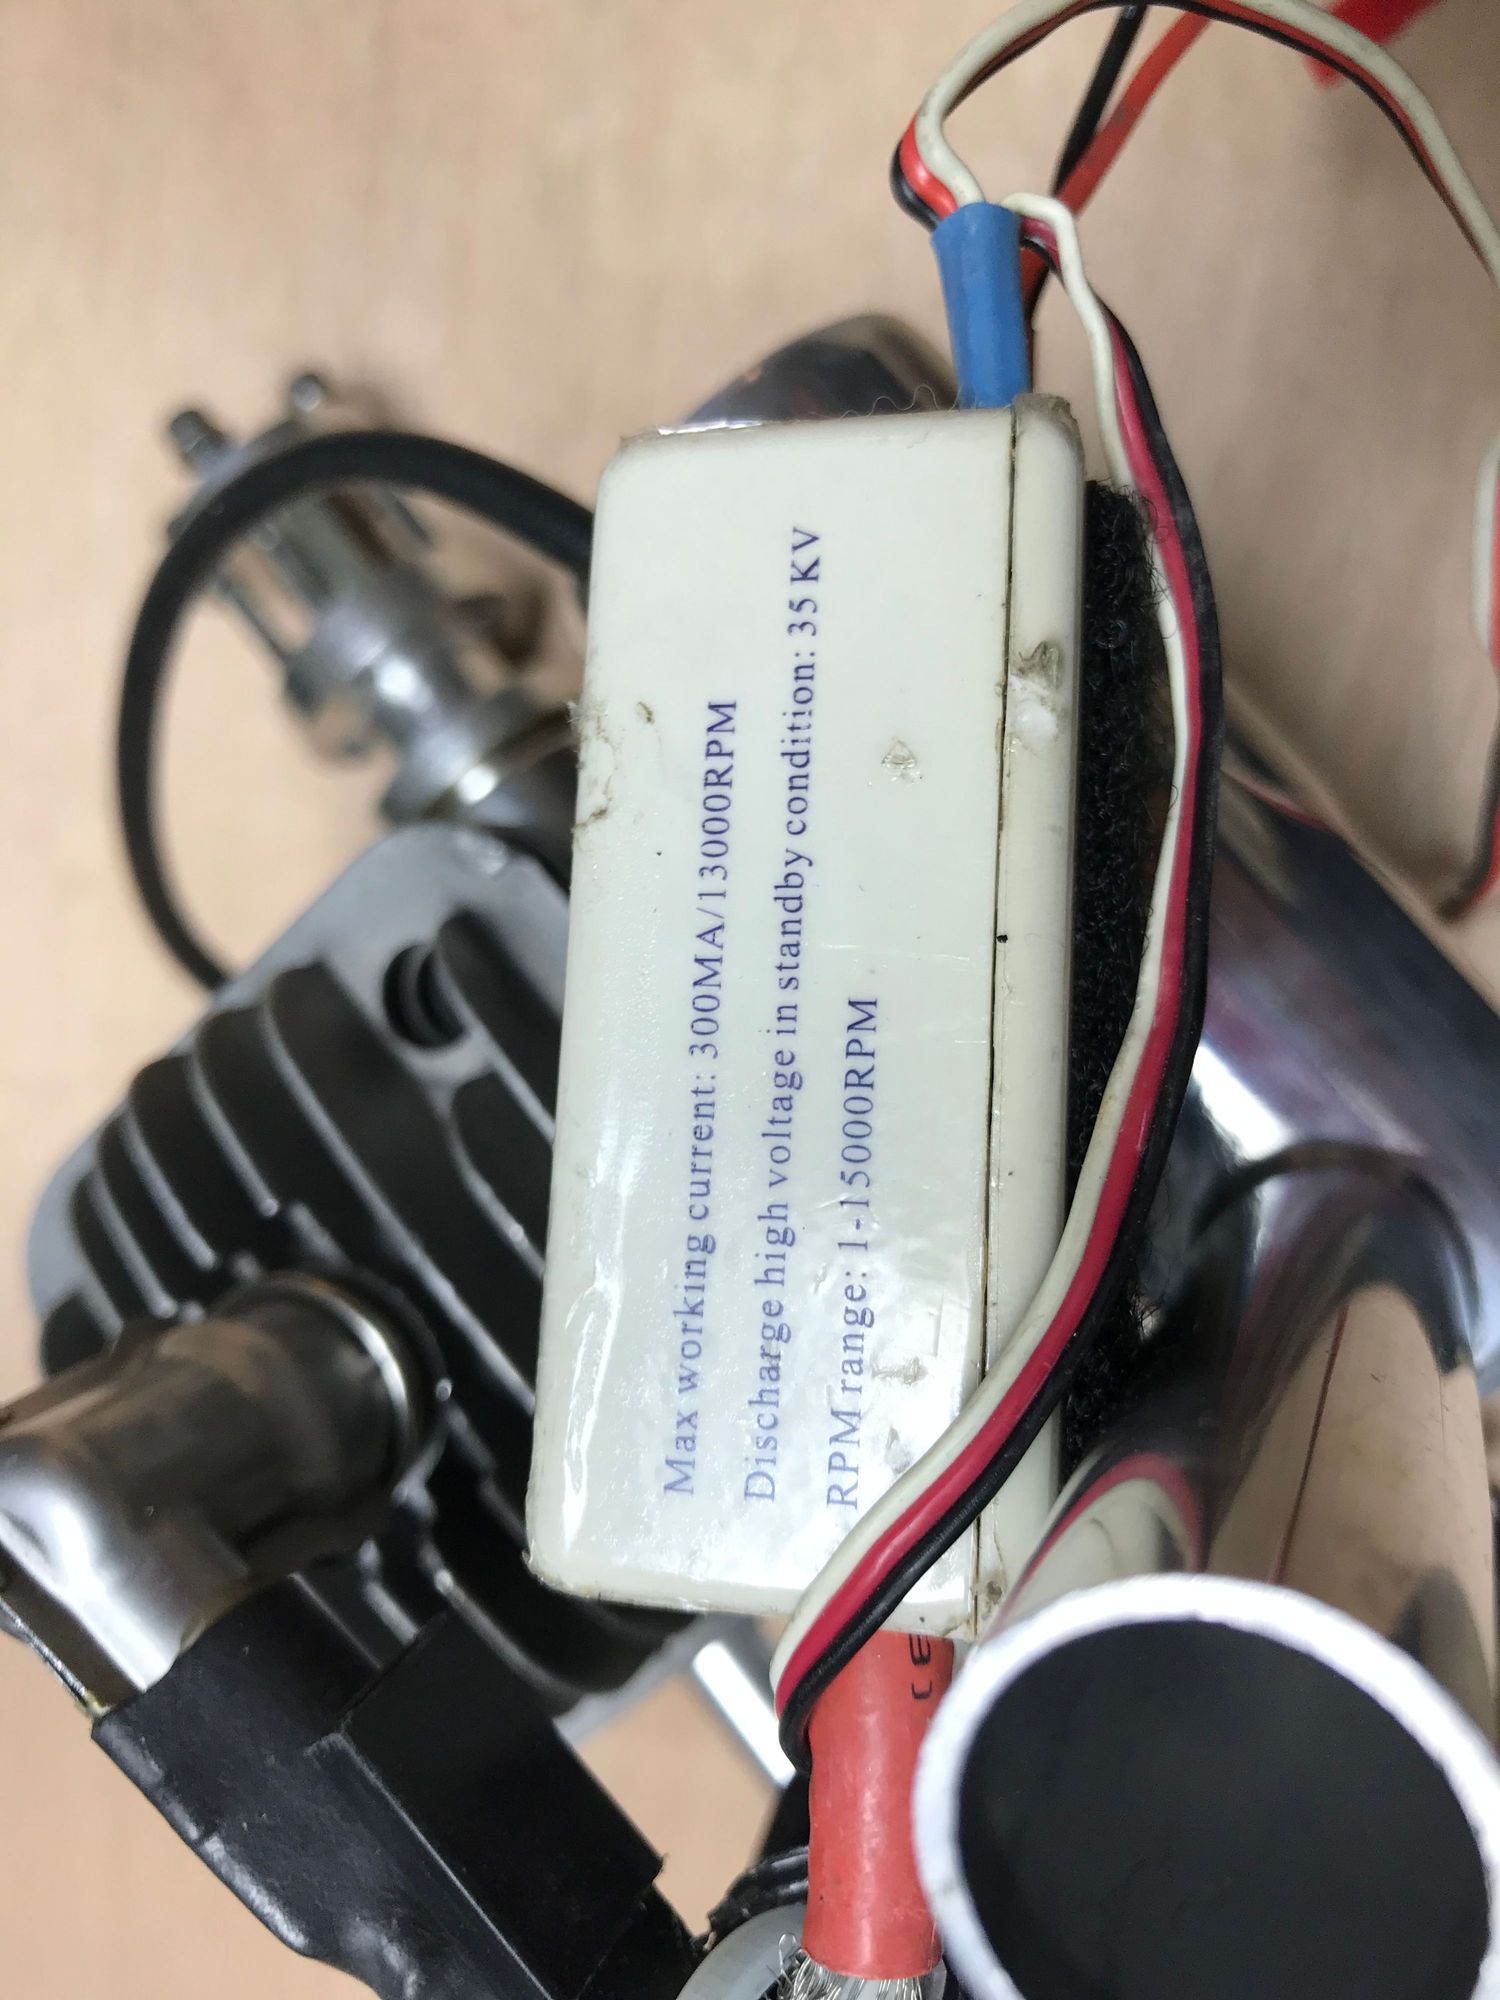 Max working current: 300MA/13000RPM
Discharge high voltage in standby condition: 35 KV
RPM range: 1-15000RPM